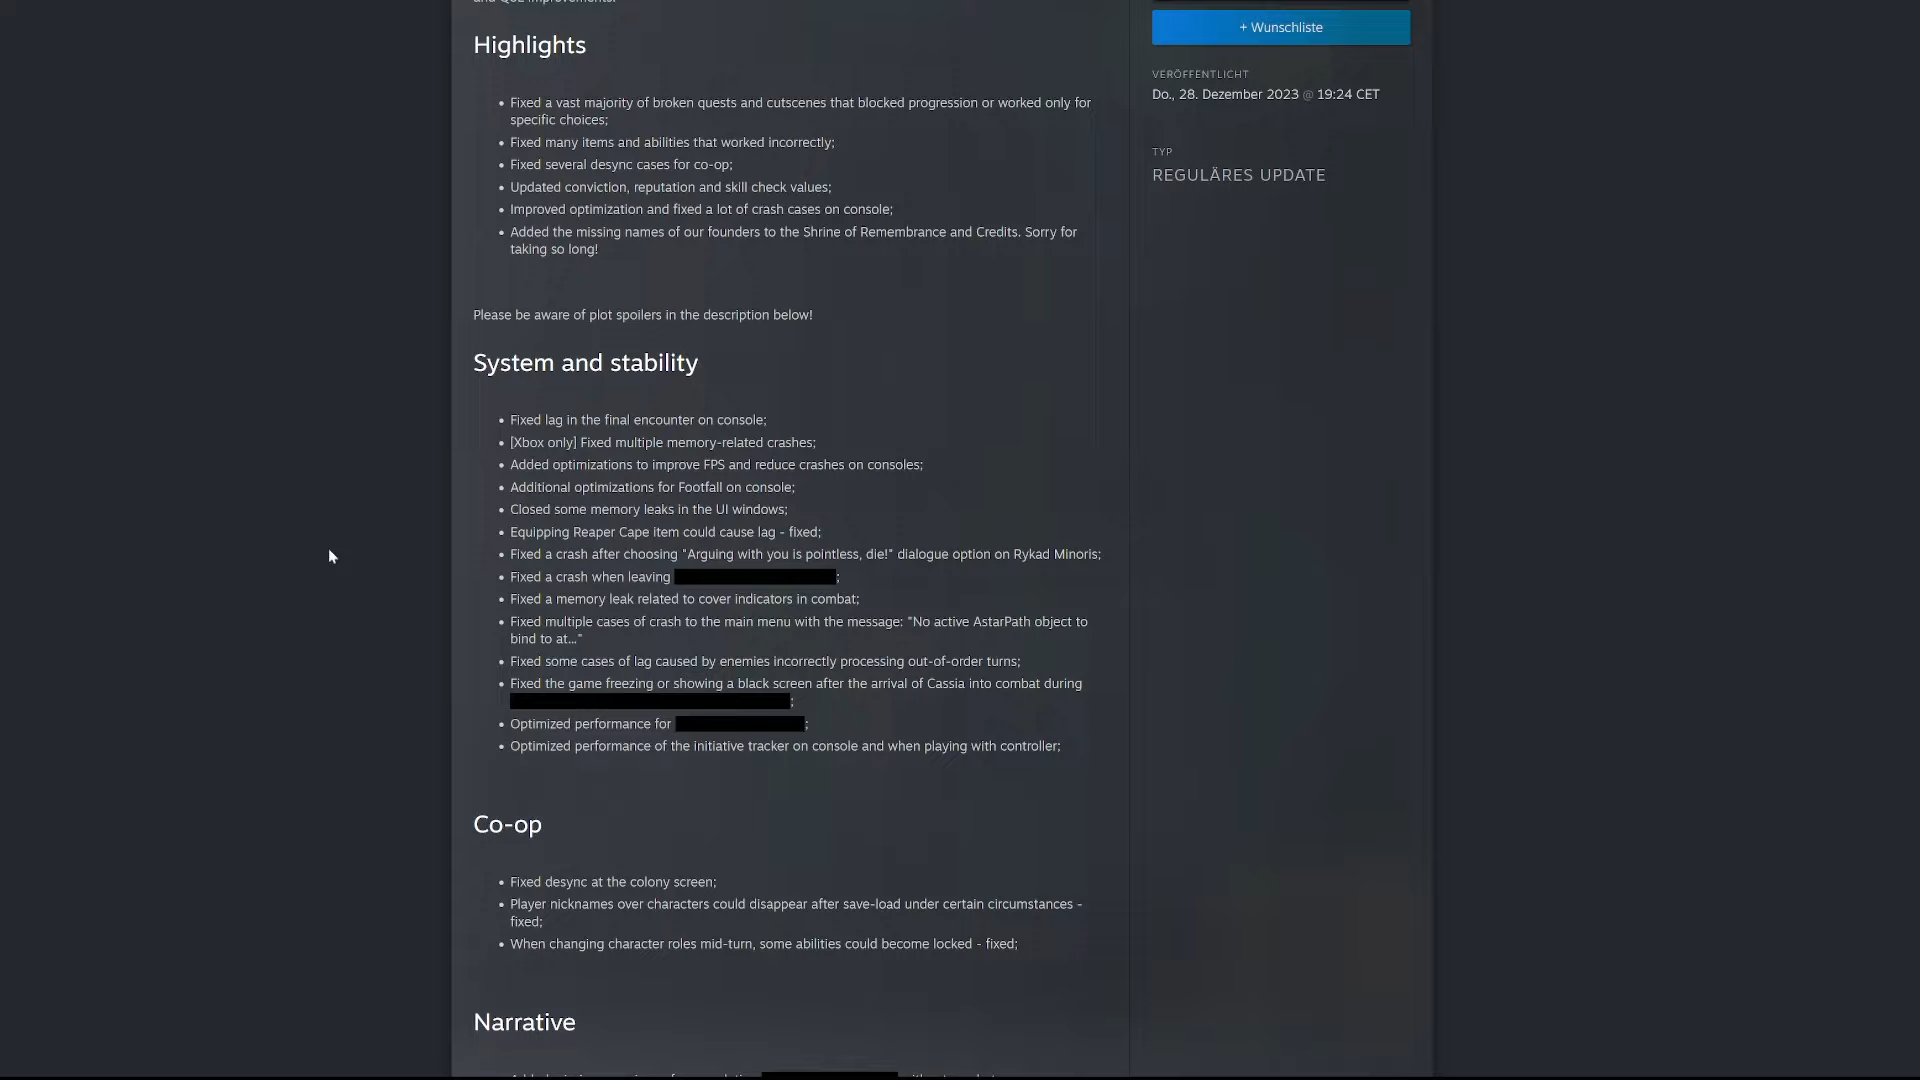 Highlights
• Fixed a vast majority of broken quests and cutscenes that blocked progression or worked only for
specific choices;
• Fixed many items and abilities that worked incorrectly;
• Fixed several desync cases for co-op;
• Updated conviction, reputation and skill check values;
• Improved optimization and fixed a lot of crash cases on console;
• Added the missing names of our founders to the Shrine of Remembrance and Credits. Sorry for
taking so long!
Please be aware of plot spoilers in the description below!
System and stability
• Fixed lag in the final encounter on console;
• [Xbox only] Fixed multiple memory-related crashes;
• Added optimizations to improve FPS and reduce crashes on consoles;
• Additional optimizations for Footfall on console;
• Closed some memory leaks in the UI windows;
• Equipping Reaper Cape item could cause lag - fixed;
• Fixed a crash after choosing "Arguing with you is pointless, die!" dialogue option on Rykad Minoris;
• Fixed a crash when leaving ;
• Fixed a memory leak related to cover indicators in combat;
• Fixed multiple cases of crash to the main menu with the message: "No active AstarPath object to
bind to at..."
• Fixed some cases of lag caused by enemies incorrectly processing out-of-order turns;
• Fixed the game freezing or showing a black screen after the arrival of Cassia into combat during
;
• Optimized performance for ;
• Optimized performance of the initiative tracker on console and when playing with controller;
Co-op
• Fixed desync at the colony screen;
• Player nicknames over characters could disappear after save-load under certain circumstances -
fixed;
• When changing character roles mid-turn, some abilities could become locked - fixed;
Narrative
+ Wunschliste
VERÖFFENTLICHT
Do., 28. Dezember 2023 @ 19:24 CET
TYP
REGULÄRES UPDATE